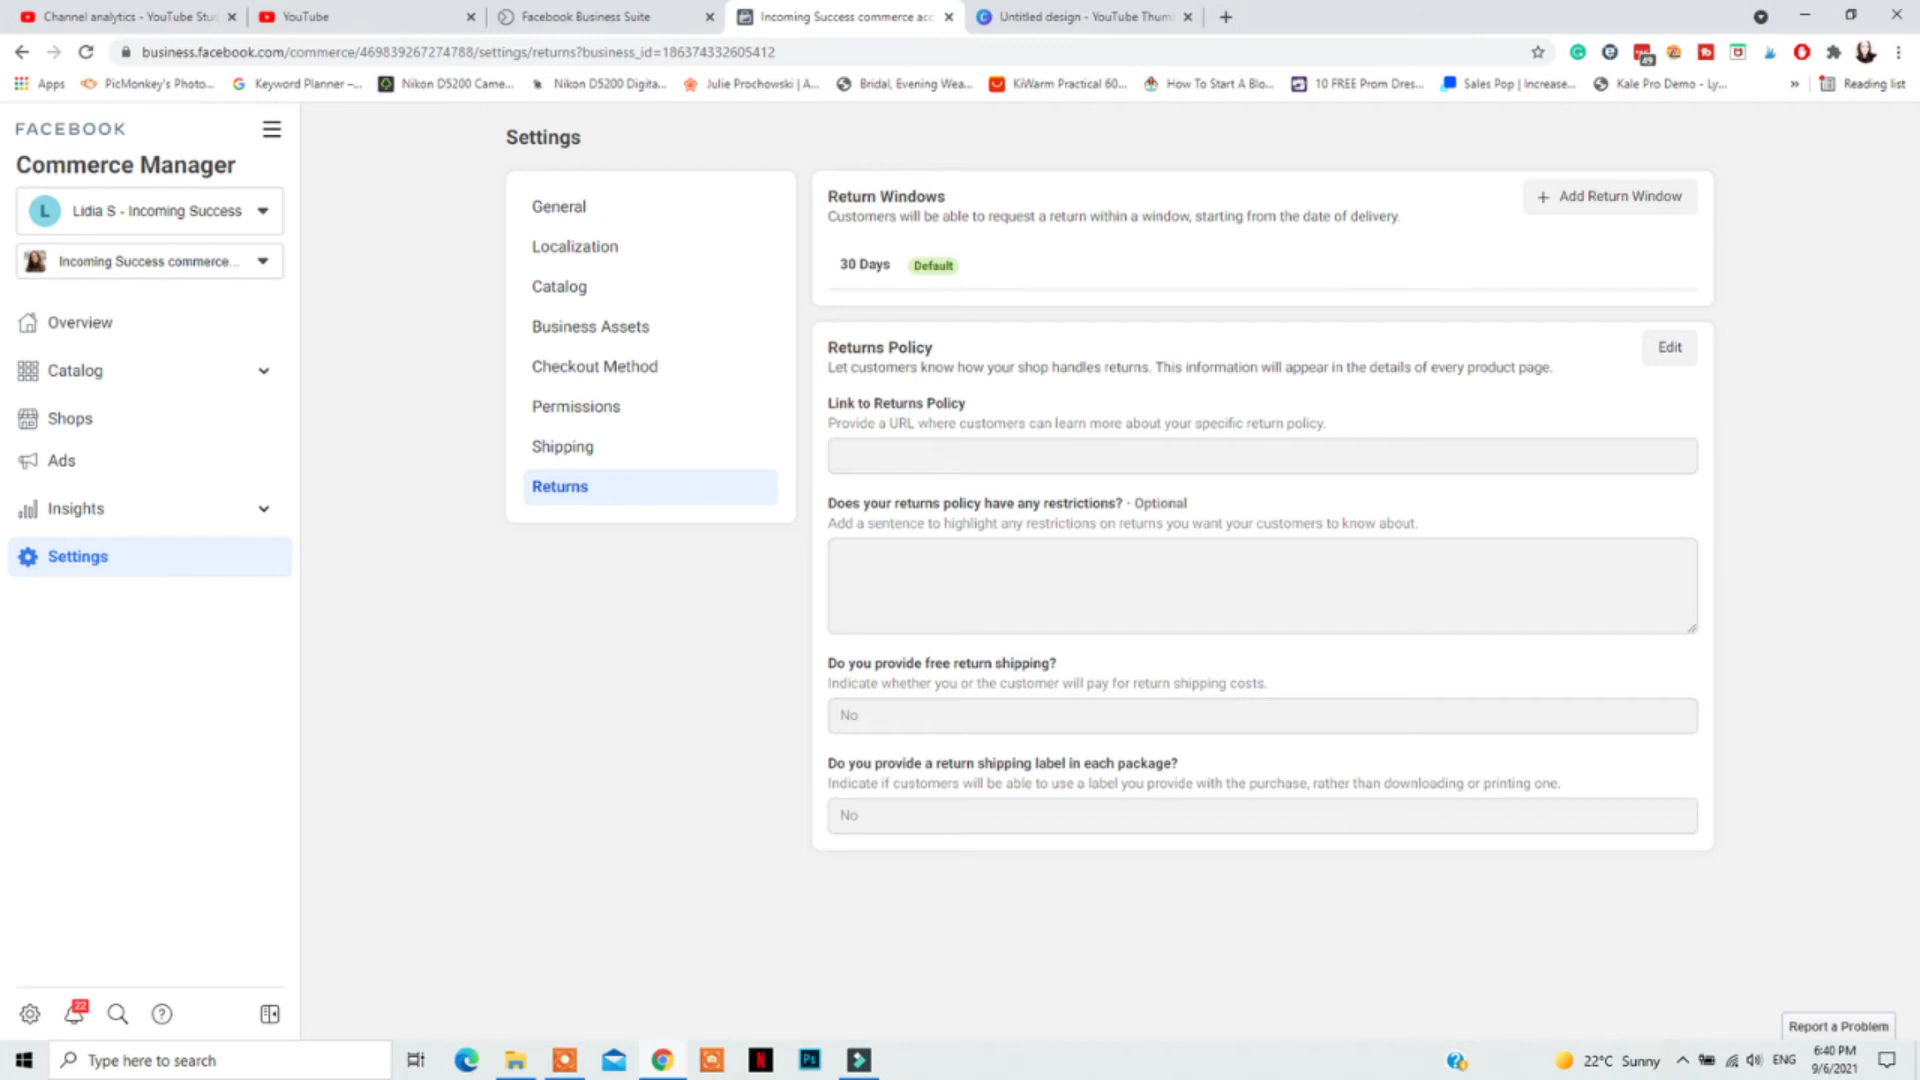 Channel analytics - YouTube Stu
YouTube
Facebook Business Suite
Incoming Success commerce acc
Untitled design - YouTube Thum
business.facebook.com/commerce/469839267274788/settings/returns?business_id=186374332605412
Apps
PicMonkey's Photo...
Keyword Planner –...
Nikon D5200 Came...
Nikon D5200 Digita...
Julie Prochowski | A...
Bridal, Evening Wea...
KiWarm Practical 60...
How To Start A Blo...
10 FREE Prom Dres...
Sales Pop | Increase...
Kale Pro Demo - Ly...
»
Reading list
FACEBOOK
Commerce Manager
L
Lidia S - Incoming Success
Incoming Success commerce...
Overview
Catalog
Shops
Ads
Insights
Settings
22
Settings
General
Localization
Catalog
Business Assets
Checkout Method
Permissions
Shipping
Returns
Return Windows
+ Add Return Window
Customers will be able to request a return within a window, starting from the date of delivery.
30 Days Default
Returns Policy
Edit
Let customers know how your shop handles returns. This information will appear in the details of every product page.
Link to Returns Policy
Provide a URL where customers can learn more about your specific return policy.
Does your returns policy have any restrictions? · Optional
Add a sentence to highlight any restrictions on returns you want your customers to know about.
Do you provide free return shipping?
Indicate whether you or the customer will pay for return shipping costs.
No
Do you provide a return shipping label in each package?
Indicate if customers will be able to use a label you provide with the purchase, rather than downloading or printing one.
No
Report a Problem
Type here to search
N
Ps
22°C Sunny
ENG
6:40 PM
9/6/2021